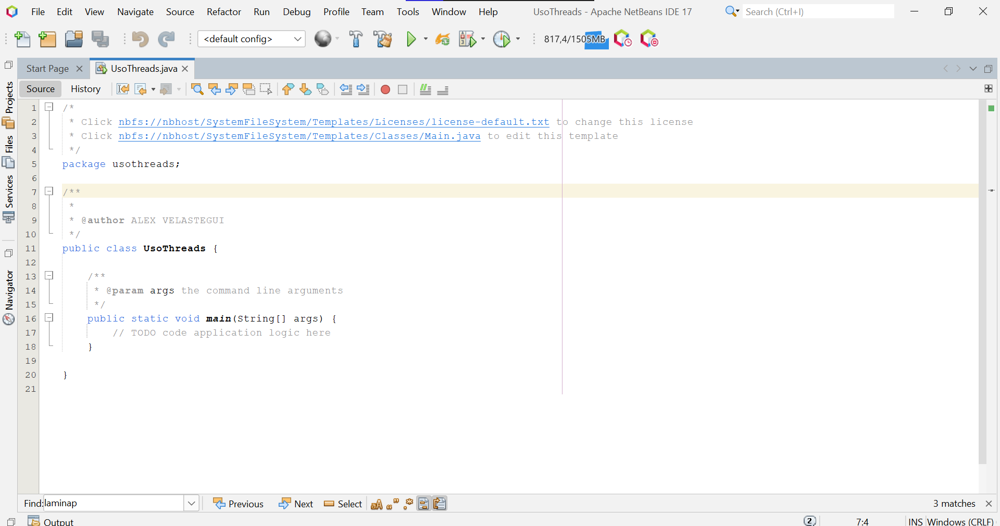 File Edit View Navigate Source Refactor Run Debug Profile Team Tools Window Help UsoThreads - Apache NetBeans IDE 17 Search (Ctrl+I)
<default config> 817,4/1505MB
Start Page UsoThreads.java
Source History
Projects
Files
Services
Navigator
1 /*
2 * Click nbfs://nbhost/SystemFileSystem/Templates/Licenses/license-default.txt to change this license
3 * Click nbfs://nbhost/SystemFileSystem/Templates/Classes/Main.java to edit this template
4 */
5 package usothreads;
6
7 /**
8 *
9 * @author ALEX VELASTEGUI
10 */
11 public class UsoThreads {
12
13 /**
14 * @param args the command line arguments
15 */
16 public static void main(String[] args) {
17 // TODO code application logic here
18 }
19
20 }
21
Find: laminap Previous Next Select aA 3 matches
Output 2 7:4 INS Windows (CRLF)